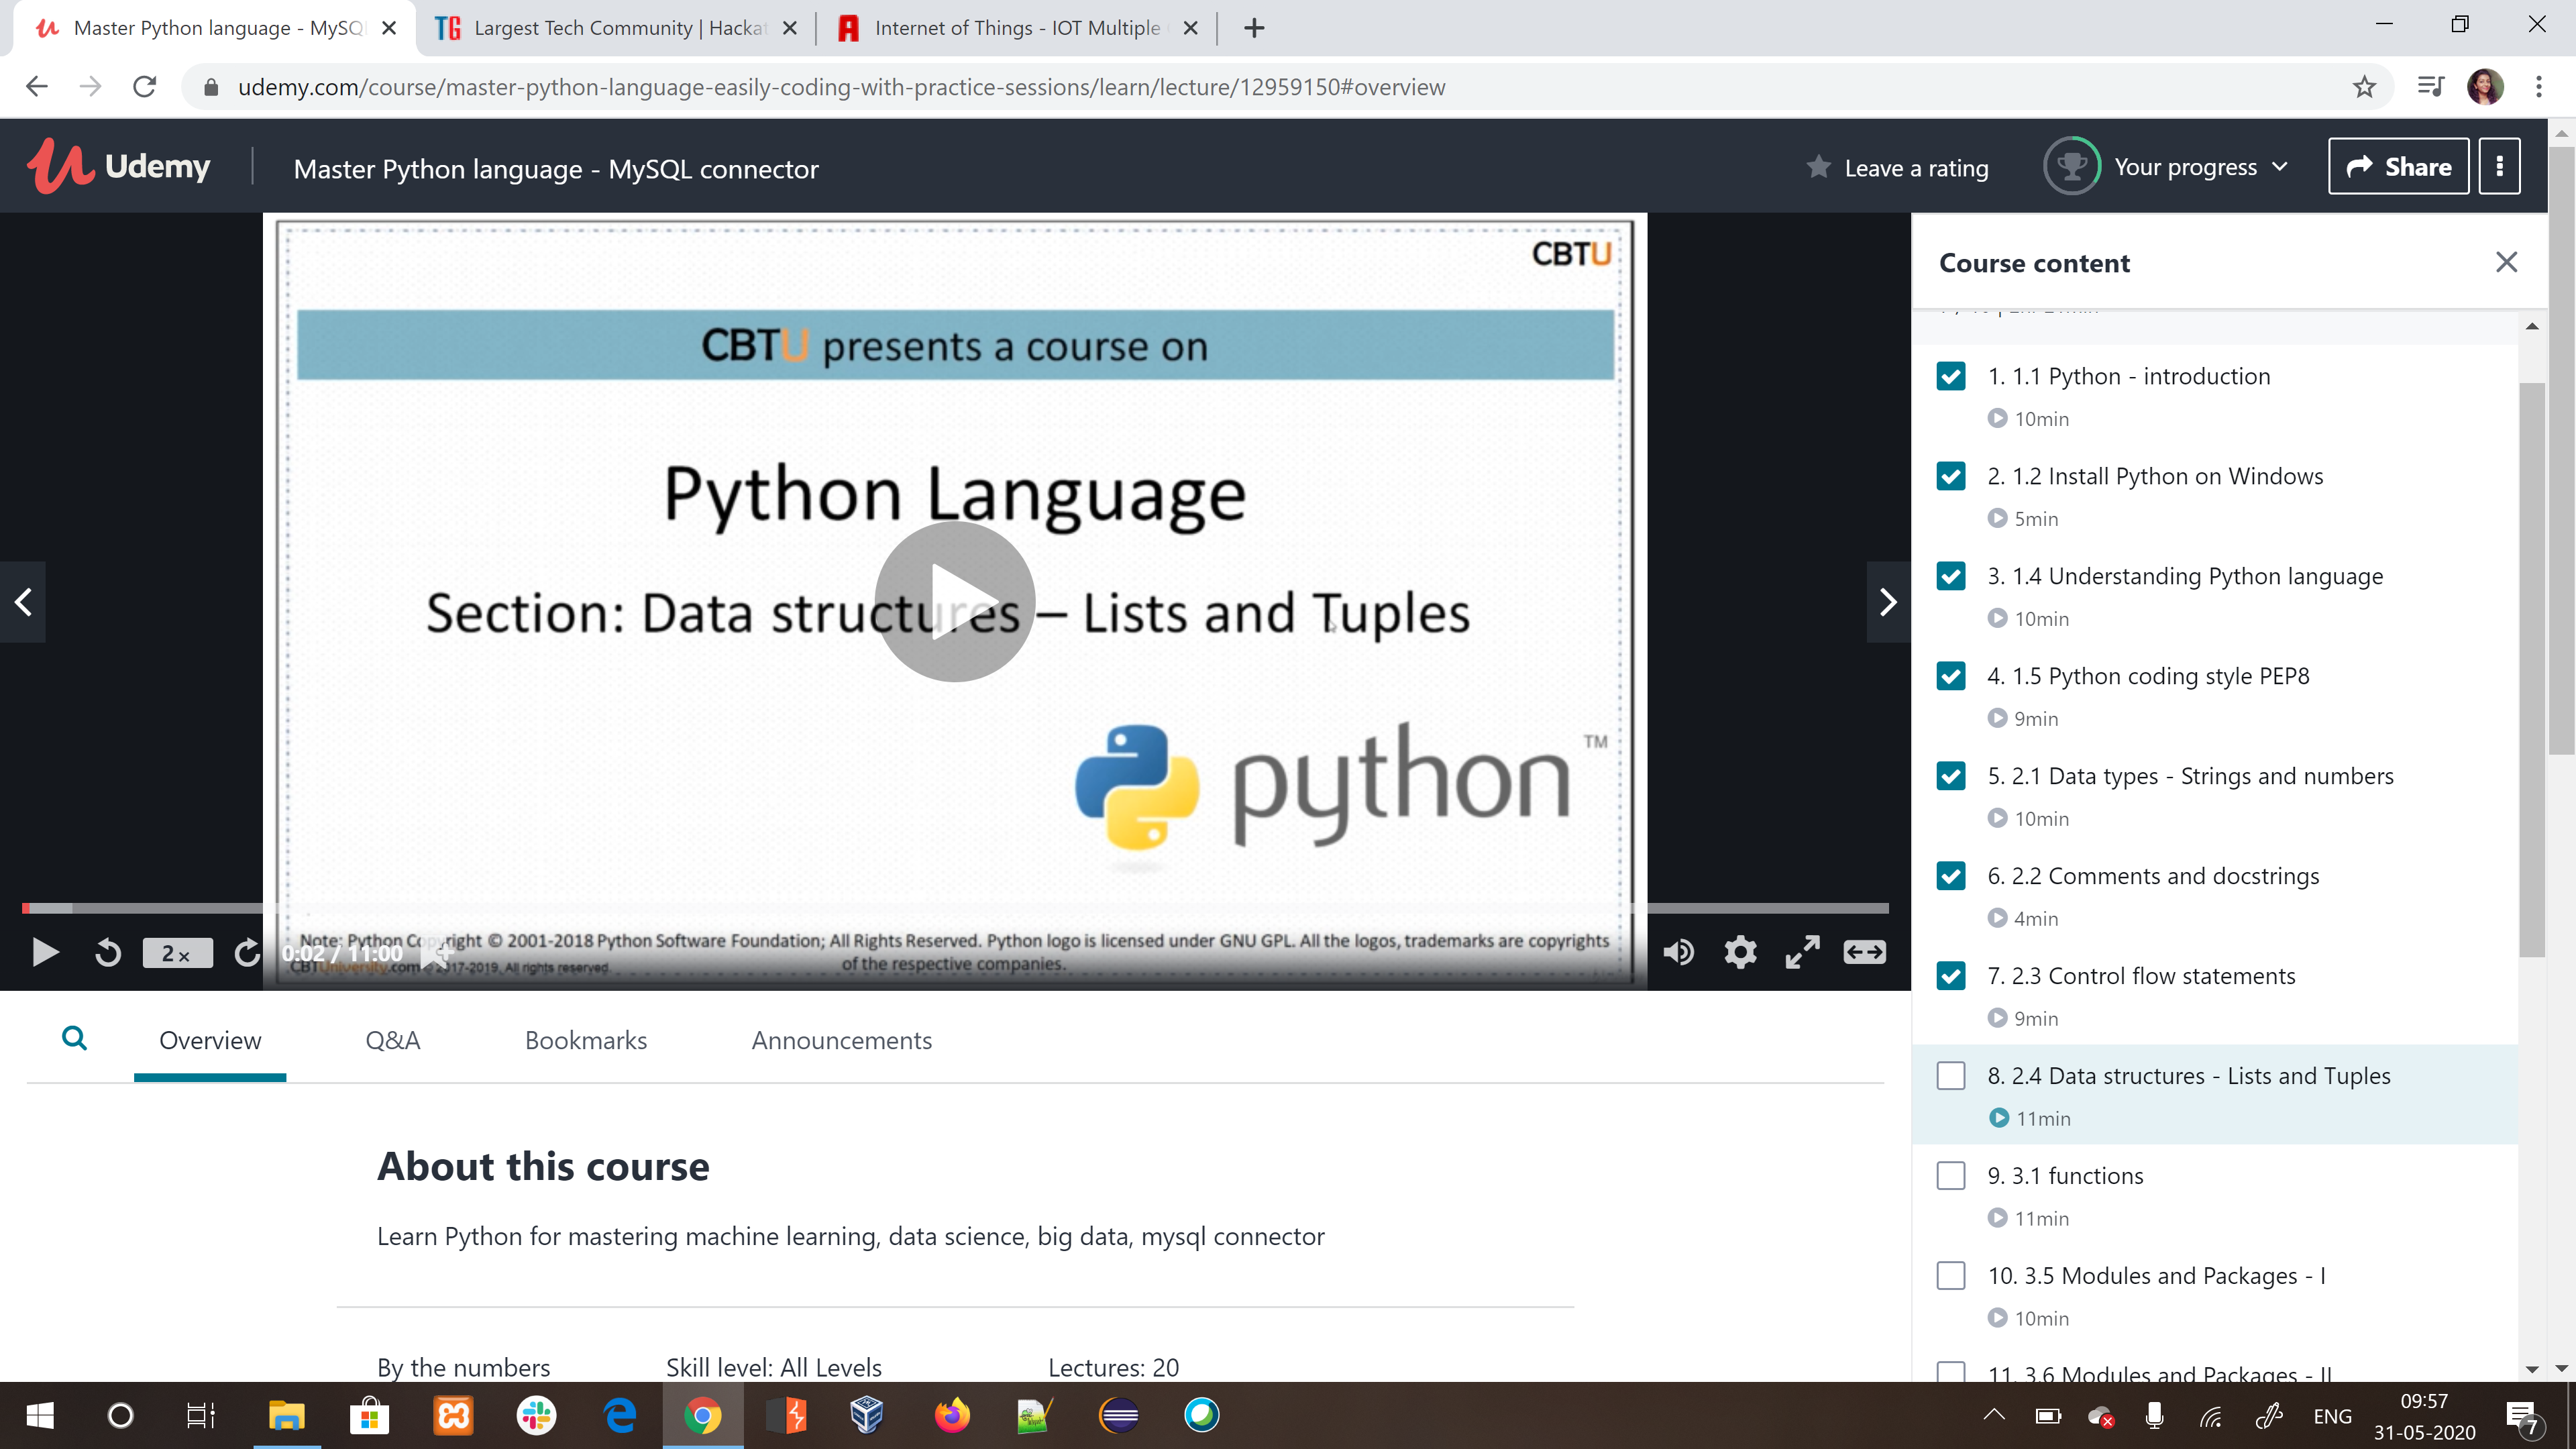 Master Python language - MySQ
TG Largest Tech Community | Hacka
Internet of Things - IOT Multiple
udemy.com/course/master-python-language-easily-coding-with-practice-sessions/learn/lecture/12959150#overview
Udemy
Master Python language - MySQL connector
Leave a rating
Your progress
Share
CBTU
CBTU presents a course on
Python Language
Section: Data structures – Lists and Tuples
python TM
Note: Python Copyright © 2001-2018 Python Software Foundation; All Rights Reserved. Python logo is licensed under GNU GPL. All the logos, trademarks are copyrights
of the respective companies.
CBTUniversity.com © 2017-2019, All rights reserved.
2 x
0:02 / 11:00
Course content
1. 1.1 Python - introduction
10min
2. 1.2 Install Python on Windows
5min
3. 1.4 Understanding Python language
10min
4. 1.5 Python coding style PEP8
9min
5. 2.1 Data types - Strings and numbers
10min
6. 2.2 Comments and docstrings
4min
7. 2.3 Control flow statements
9min
8. 2.4 Data structures - Lists and Tuples
11min
9. 3.1 functions
11min
10. 3.5 Modules and Packages - I
10min
11. 3.6 Modules and Packages - II
Overview
Q&A
Bookmarks
Announcements
About this course
Learn Python for mastering machine learning, data science, big data, mysql connector
By the numbers
Skill level: All Levels
Lectures: 20
ENG
09:57
31-05-2020
7